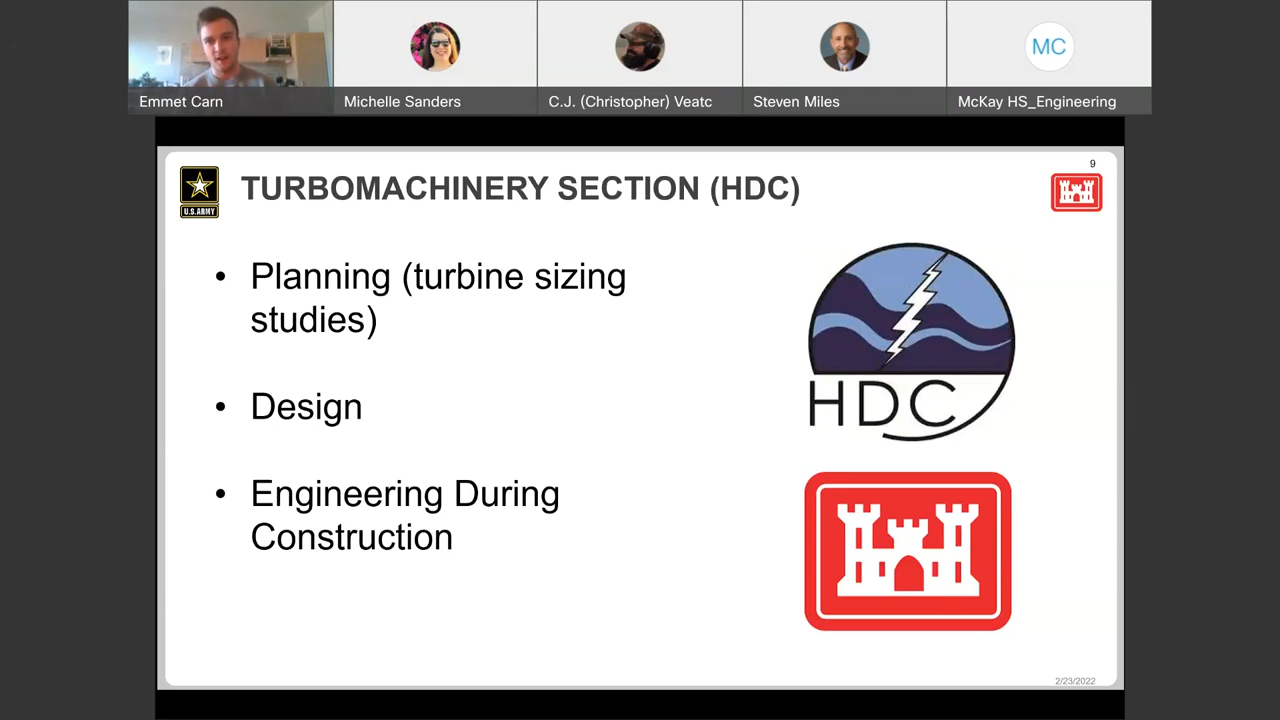 MC
Emmet Carn
Michelle Sanders
C.J. (Christopher) Veatc
Steven Miles
McKay HS_Engineering
9
U.S.ARMY
TURBOMACHINERY SECTION (HDC)
• Planning (turbine sizing
studies)
• Design
• Engineering During
Construction
HDC
2/23/2022